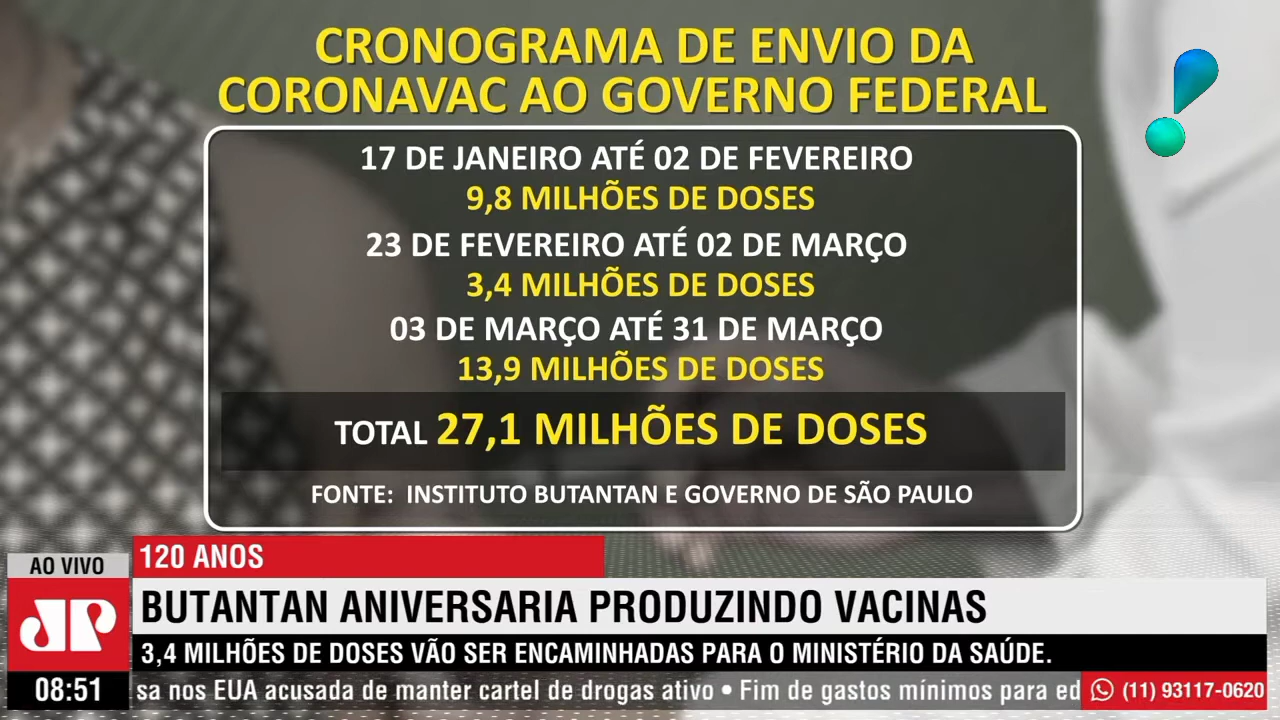 CRONOGRAMA DE ENVIO DA
CORONAVAC AO GOVERNO FEDERAL
17 DE JANEIRO ATÉ 02 DE FEVEREIRO
9,8 MILHÕES DE DOSES
23 DE FEVEREIRO ATÉ 02 DE MARÇO
3,4 MILHÕES DE DOSES
03 DE MARÇO ATÉ 31 DE MARÇO
13,9 MILHÕES DE DOSES
TOTAL 27,1 MILHÕES DE DOSES
FONTE: INSTITUTO BUTANTAN E GOVERNO DE SÃO PAULO
120 ANOS
AO VIVO
JP
BUTANTAN ANIVERSARIA PRODUZINDO VACINAS
3,4 MILHÕES DE DOSES VÃO SER ENCAMINHADAS PARA O MINISTÉRIO DA SAÚDE.
08:51
sa nos EUA acusada de manter cartel de drogas ativo • Fim de gastos mínimos para ed
(11) 93117-0620